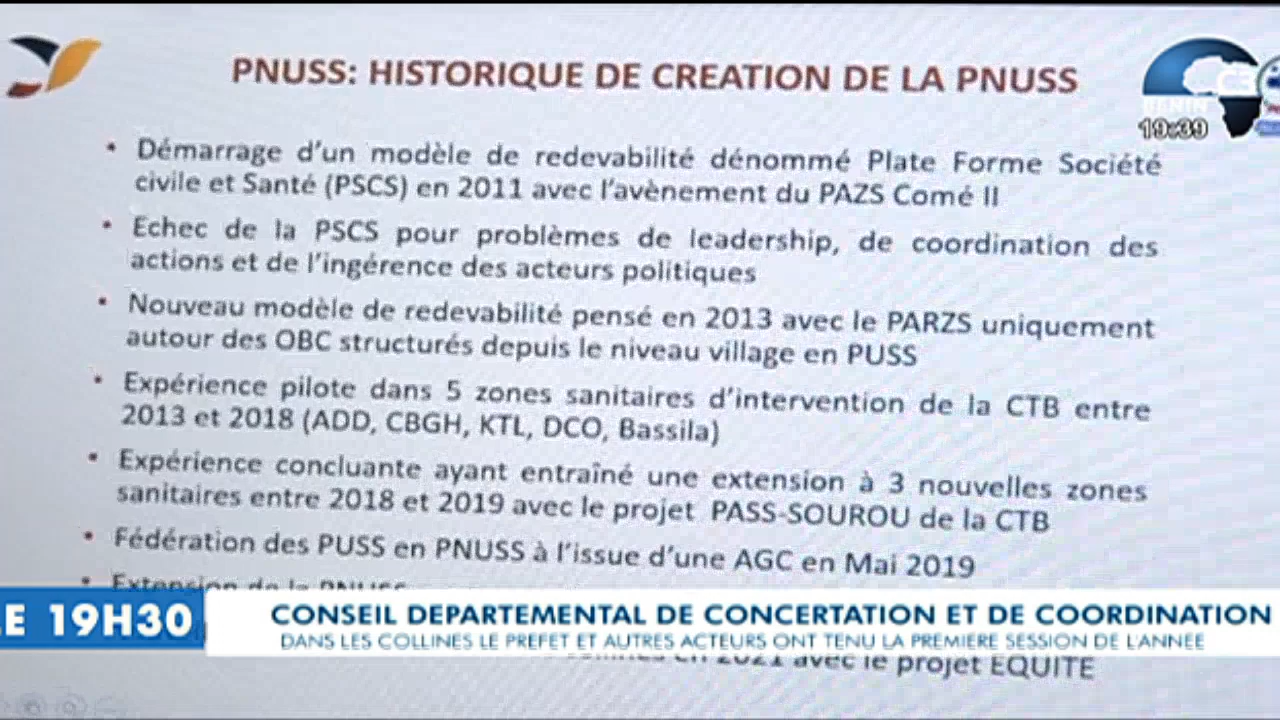 PNUSS: HISTORIQUE DE CREATION DE LA PNUSS
BENIN
19:39
• Démarrage d'un modèle de redevabilité dénommé Plate Forme Société
civile et Santé (PSCS) en 2011 avec l'avènement du PAZS Comé II
• Echec de la PSCS pour problèmes de leadership, de coordination des
actions et de l'ingérence des acteurs politiques
• Nouveau modèle de redevabilité pensé en 2013 avec le PARZS uniquement
autour des OBC structurés depuis le niveau village en PUSS
• Expérience pilote dans 5 zones sanitaires d'intervention de la CTB entre
2013 et 2018 (ADD, CBGH, KTL, DCO, Bassila)
• Expérience concluante ayant entraîné une extension à 3 nouvelles zones
sanitaires entre 2018 et 2019 avec le projet PASS-SOUROU de la CTB
• Fédération des PUSS en PNUSS à l'issue d'une AGC en Mai 2019
• Extension de la PNUSS
LE 19H30
CONSEIL DEPARTEMENTAL DE CONCERTATION ET DE COORDINATION
DANS LES COLLINES LE PREFET ET AUTRES ACTEURS ONT TENU LA PREMIERE SESSION DE L'ANNEE
en 2021 avec le projet EQUITE